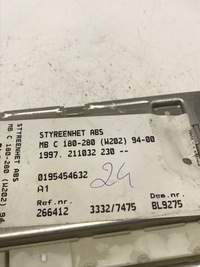 STYREENHET ABS
MB C 180-280 (W202) 94-00
1997. 211032 230 --
0195454632
A1
24
Ref.nr.
Dem.nr.
266412 3332/7475 BL9275
STYREENHET ABS
MB C 180-280 (W202) 94